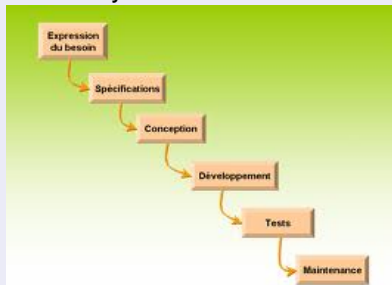 Expression
du besoin
Spécifications
Conception
Développement
Tests
Maintenance